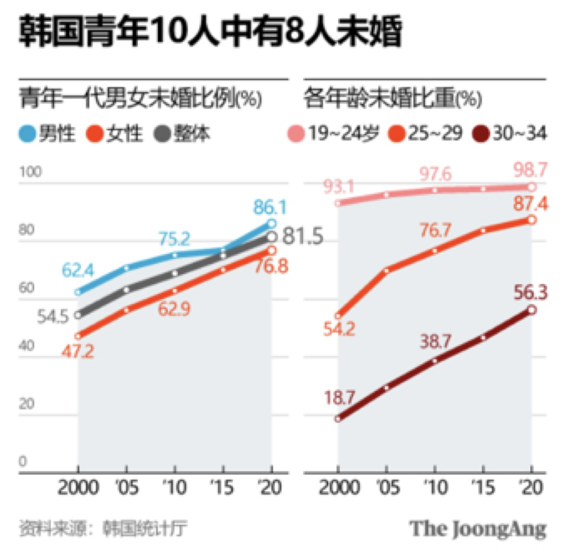 韩国青年10人中有8人未婚
青年一代男女未婚比例(%)
男性 女性 整体
100
80
60
40
20
0
62.4
75.2
86.1
54.5
81.5
47.2
62.9
76.8
2000 '05 '10 '15 '20
各年龄未婚比重(%)
19~24岁 25~29 30~34
93.1
97.6
98.7
54.2
76.7
87.4
18.7
38.7
56.3
2000 '05 '10 '15 '20
资料来源：韩国统计厅
The JoongAng